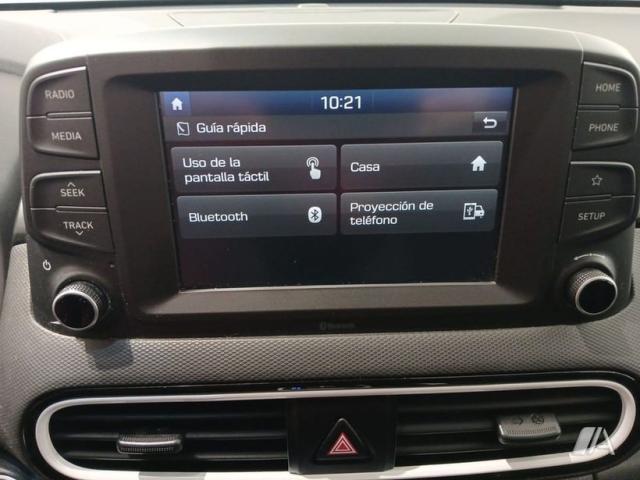 10:21
Guía rápida
Uso de la
pantalla táctil
Casa
Bluetooth
Proyección de
teléfono
RADIO
MEDIA
SEEK
TRACK
HOME
PHONE
SETUP
Bluetooth